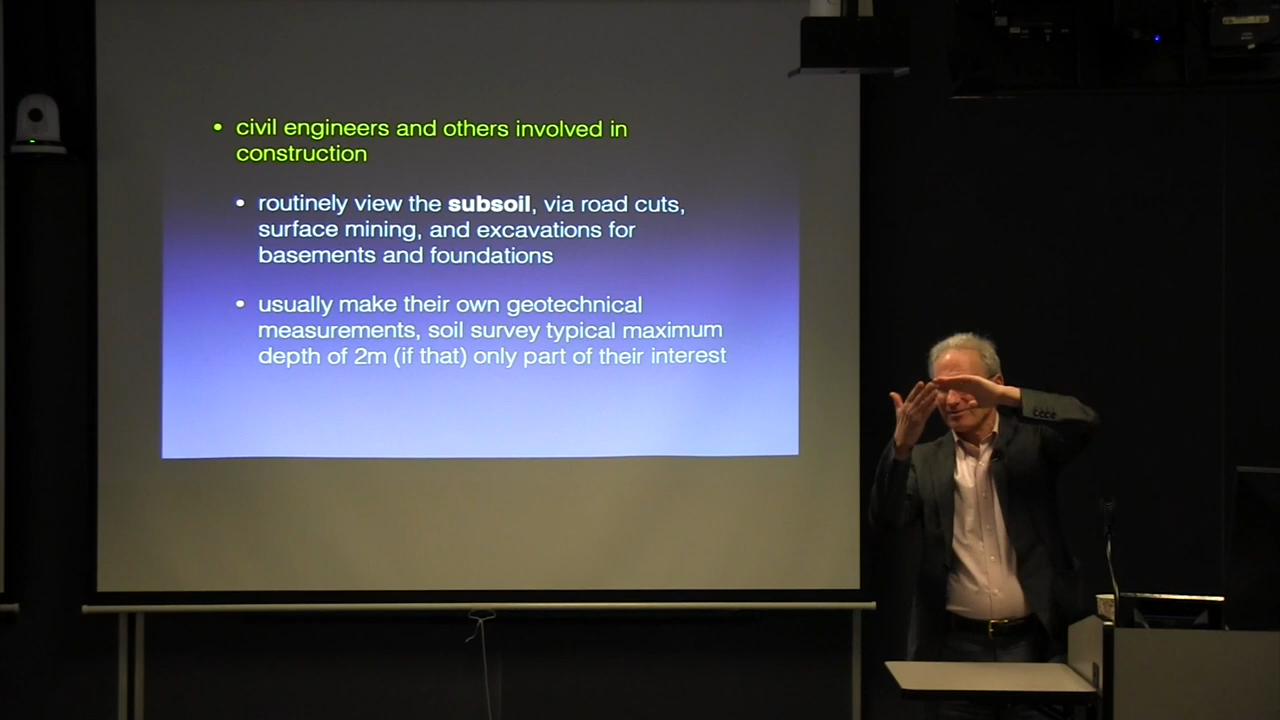 • civil engineers and others involved in
construction
• routinely view the subsoil, via road cuts,
surface mining, and excavations for
basements and foundations
• usually make their own geotechnical
measurements, soil survey typical maximum
depth of 2m (if that) only part of their interest